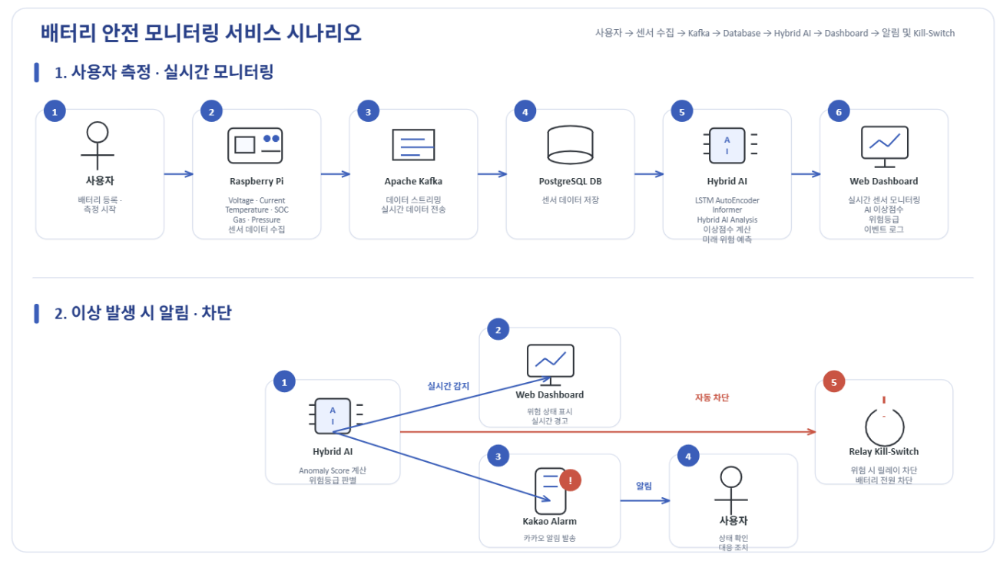 배터리 안전 모니터링 서비스 시나리오
사용자 → 센서 수집 → Kafka → Database → Hybrid AI → Dashboard → 알림 및 Kill-Switch
1. 사용자 측정 · 실시간 모니터링
1
사용자
배터리 등록 ·
측정 시작
2
Raspberry Pi
Voltage · Current
Temperature · SOC
Gas · Pressure
센서 데이터 수집
3
Apache Kafka
데이터 스트리밍
실시간 데이터 전송
4
PostgreSQL DB
센서 데이터 저장
5
A
I
Hybrid AI
LSTM AutoEncoder
Informer
Hybrid AI Analysis
이상점수 계산
미래 위험 예측
6
Web Dashboard
실시간 센서 모니터링
AI 이상점수
위험등급
이벤트 로그
2. 이상 발생 시 알림 · 차단
1
A
I
Hybrid AI
Anomaly Score 계산
위험등급 판별
실시간 감지
2
Web Dashboard
위험 상태 표시
실시간 경고
자동 차단
3
!
Kakao Alarm
카카오 알림 발송
알림
4
사용자
상태 확인
대응 조치
5
Relay Kill-Switch
위험 시 릴레이 차단
배터리 전원 차단